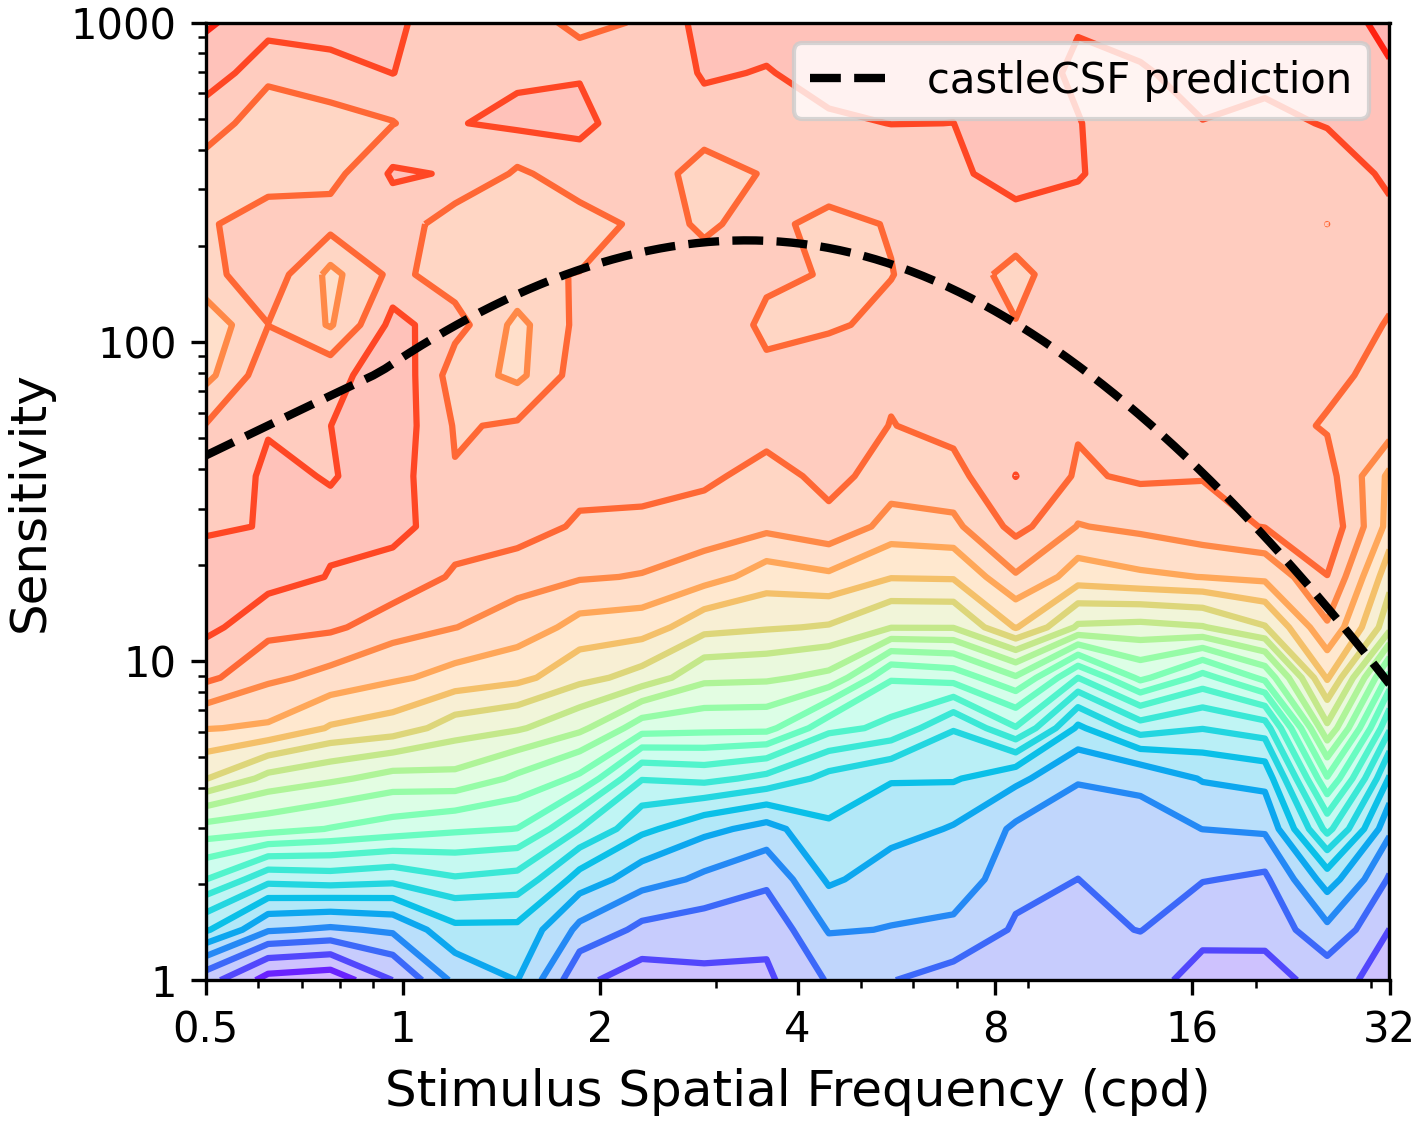 1000
castleCSF prediction
100
Sensitivity
10
1
0.5 1 2 4 8 16 32
Stimulus Spatial Frequency (cpd)